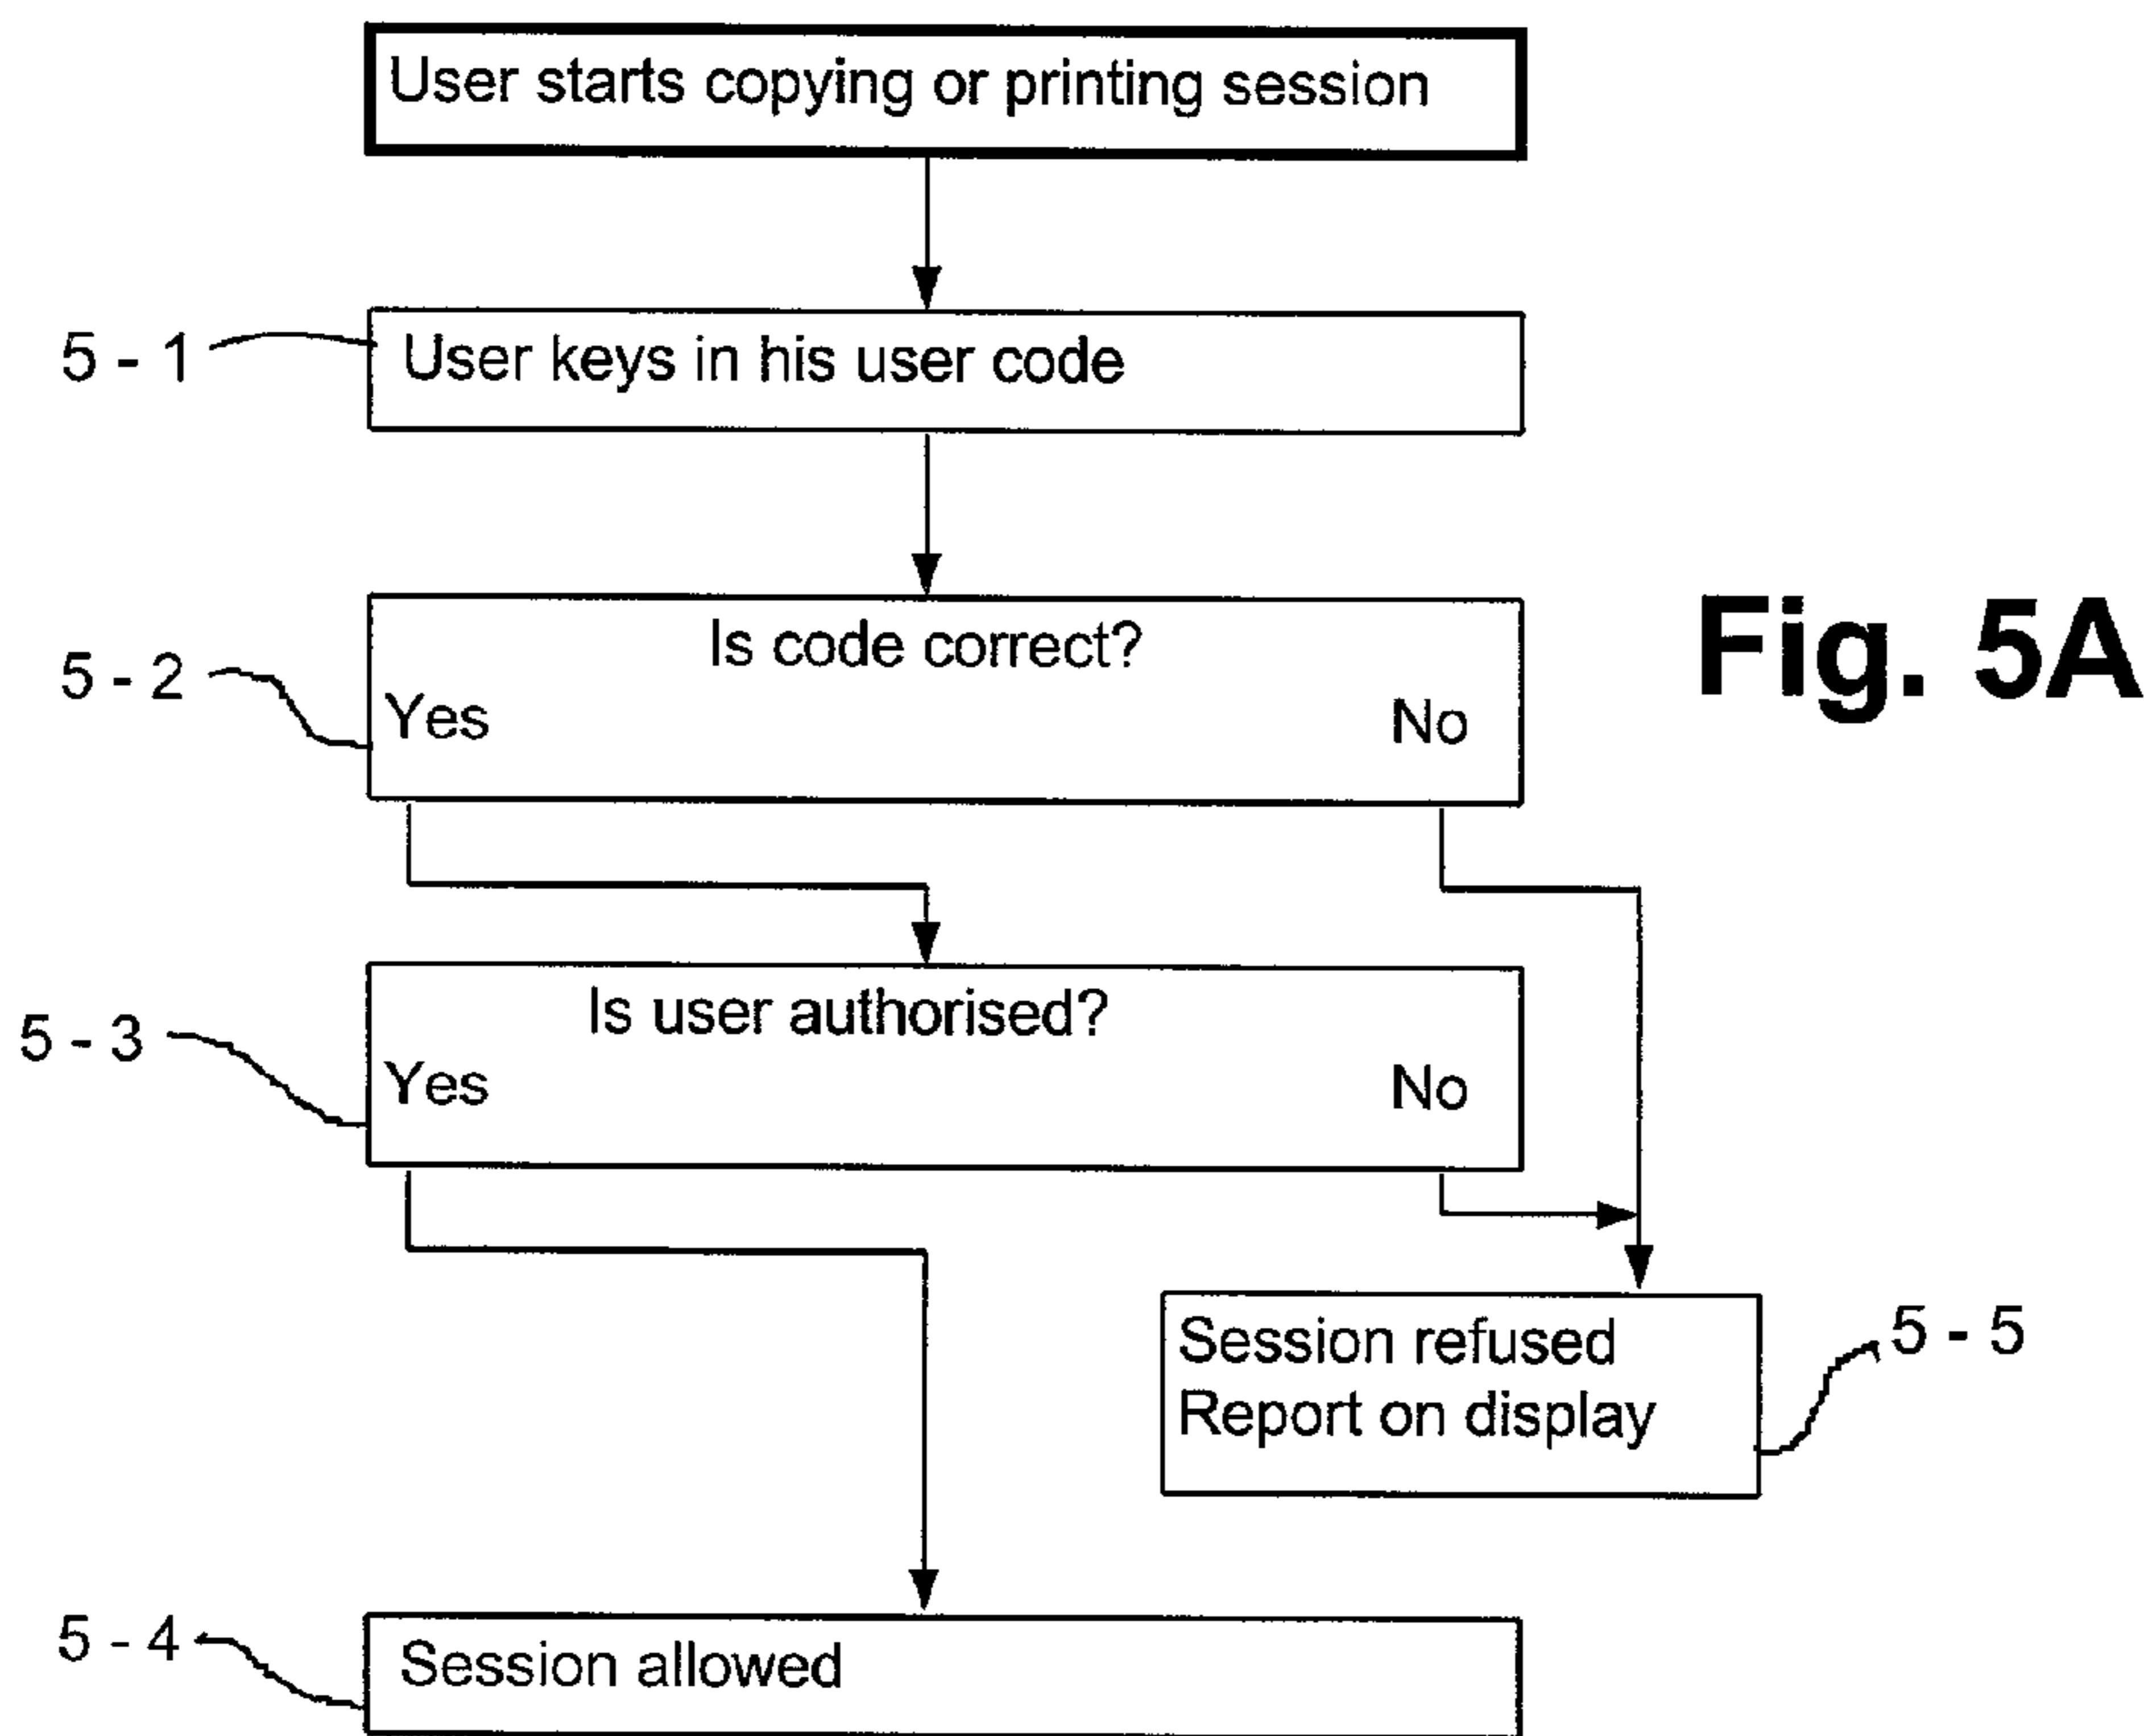 User starts copying or printing session
5 - 1
User keys in his user code
5 - 2
Is code correct?
Yes No
Fig. 5A
5 - 3
Is user authorised?
Yes No
Session refused
Report on display
5 - 5
5 - 4
Session allowed